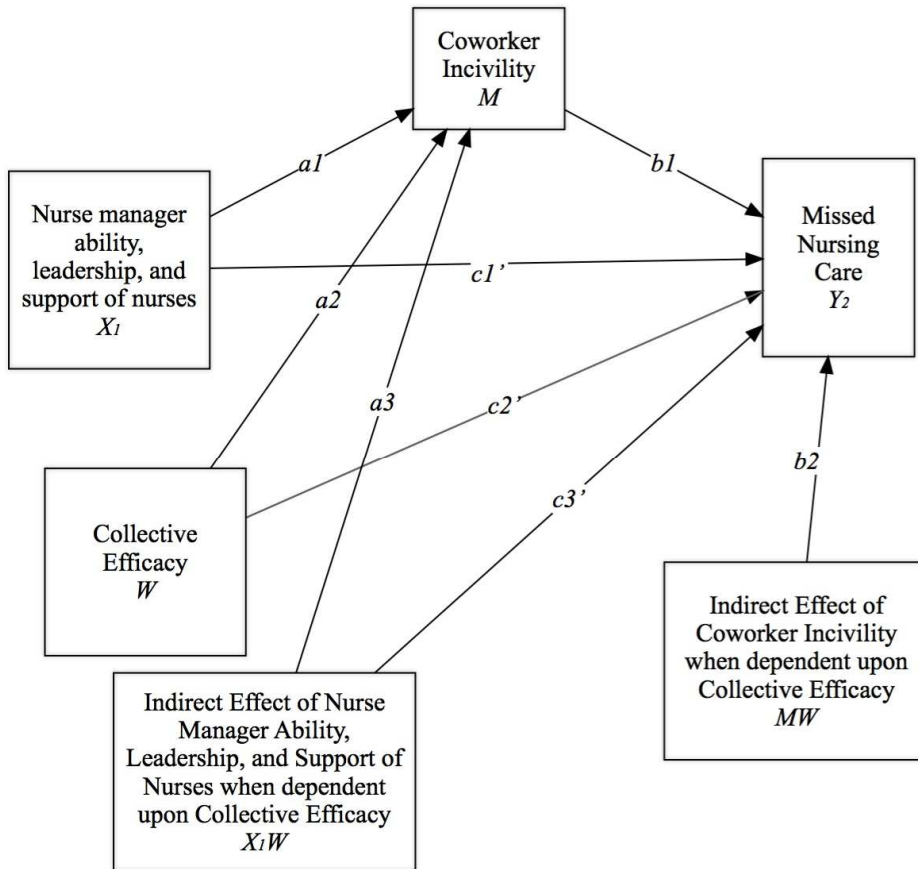 Coworker
Incivility
M
a1
b1
Nurse manager
ability,
leadership, and
support of nurses
X1
Missed
Nursing
Care
Y2
c1’
a2
a3
c2’
b2
c3’
Collective
Efficacy
W
Indirect Effect of
Coworker Incivility
when dependent upon
Collective Efficacy
MW
Indirect Effect of Nurse
Manager Ability,
Leadership, and Support of
Nurses when dependent
upon Collective Efficacy
X1W